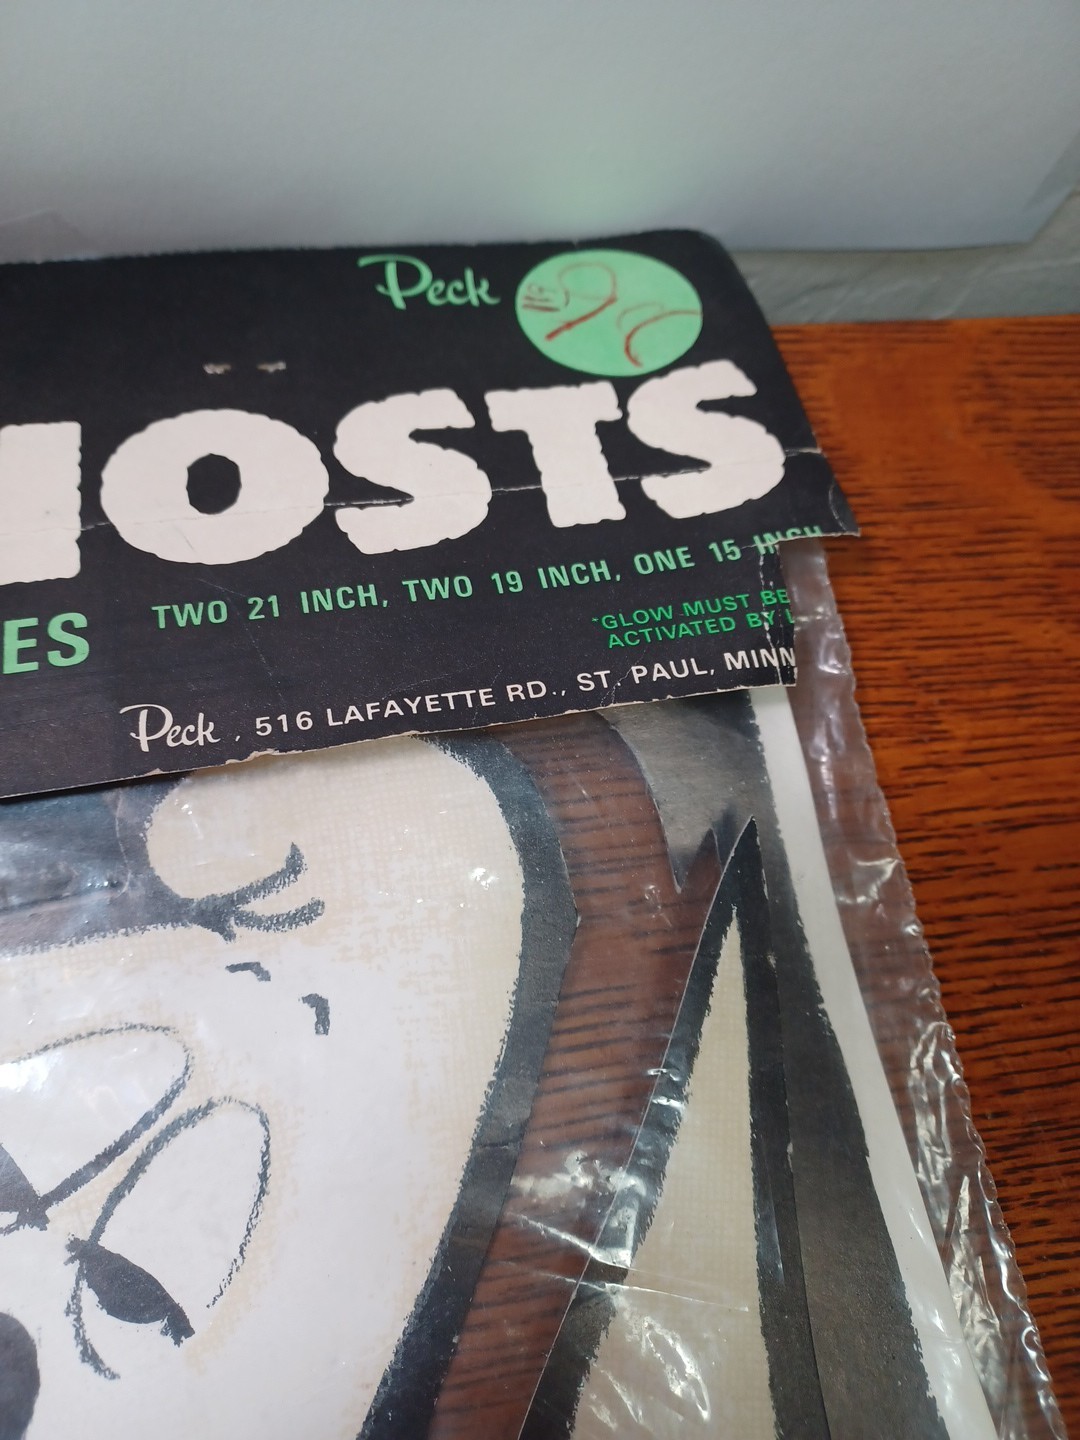 Peck
HOSTS
ES TWO 21 INCH, TWO 19 INCH, ONE 15 INCH
*GLOW MUST BE
ACTIVATED BY L
Peck, 516 LAFAYETTE RD., ST. PAUL, MINN